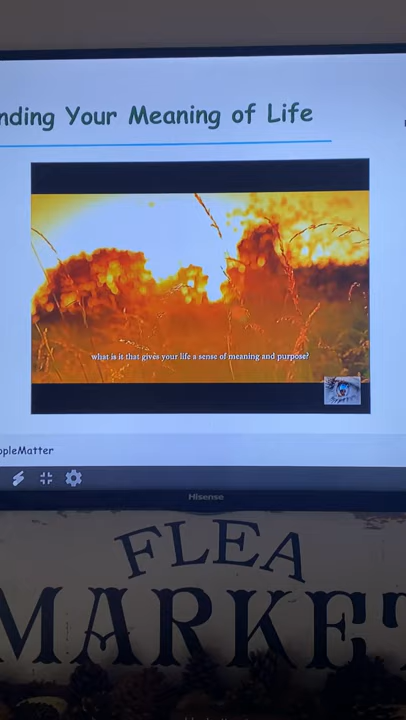 nding Your Meaning of Life
what is it that gives your life a sense of meaning and purpose?
opleMatter
Hisense
FLEA
MARKET